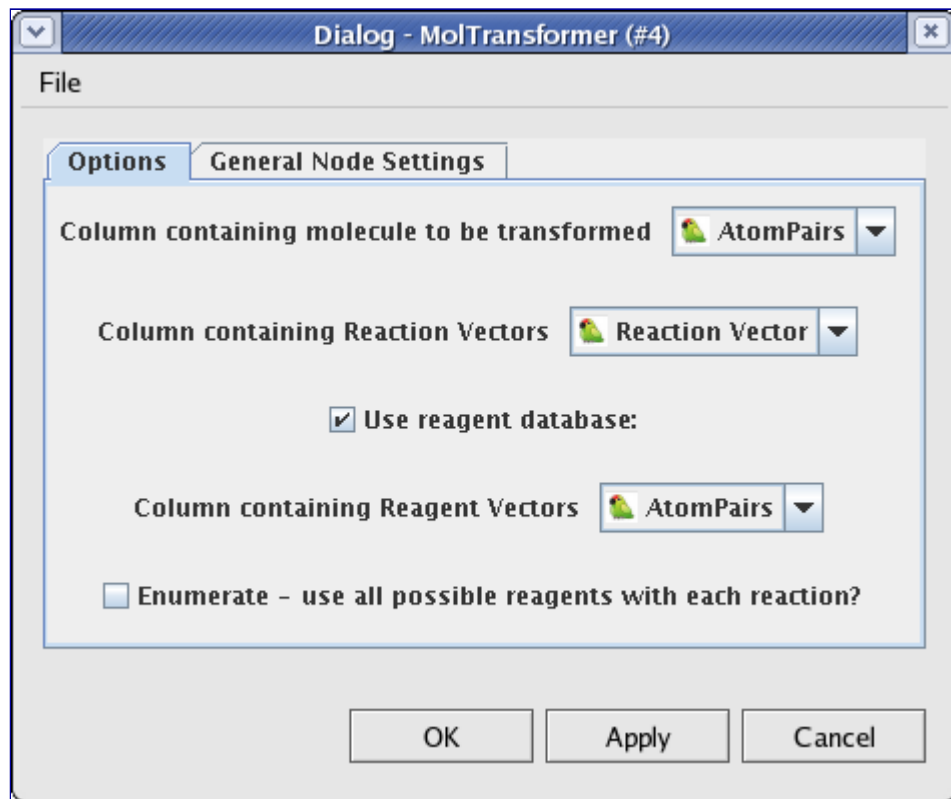 Dialog - MolTransformer (#4)
File
Options General Node Settings
Column containing molecule to be transformed AtomPairs
Column containing Reaction Vectors Reaction Vector
Use reagent database:
Column containing Reagent Vectors AtomPairs
Enumerate - use all possible reagents with each reaction?
OK Apply Cancel